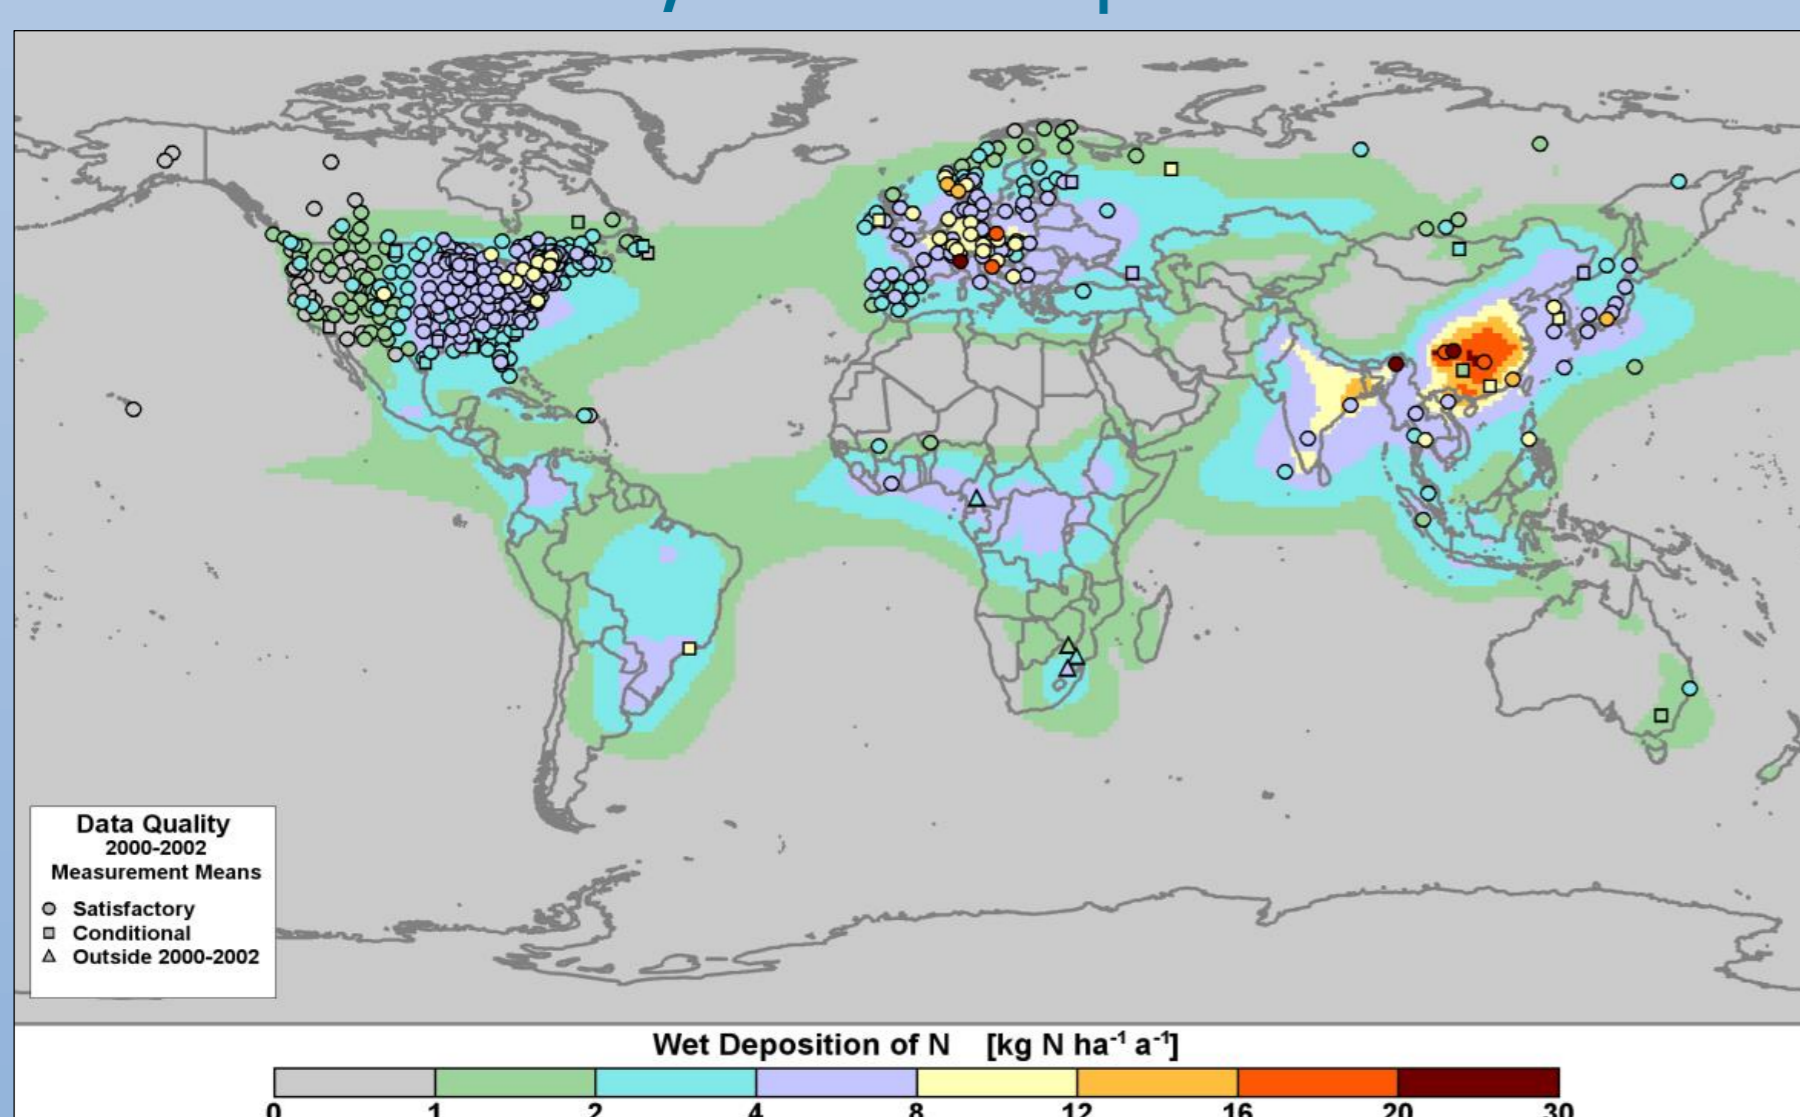 Data Quality
2000-2002
Measurement Means
Satisfactory
Conditional
Outside 2000-2002
Wet Deposition of N [kg N ha⁻¹ a⁻¹]
0 1 2 4 8 12 16 20 30